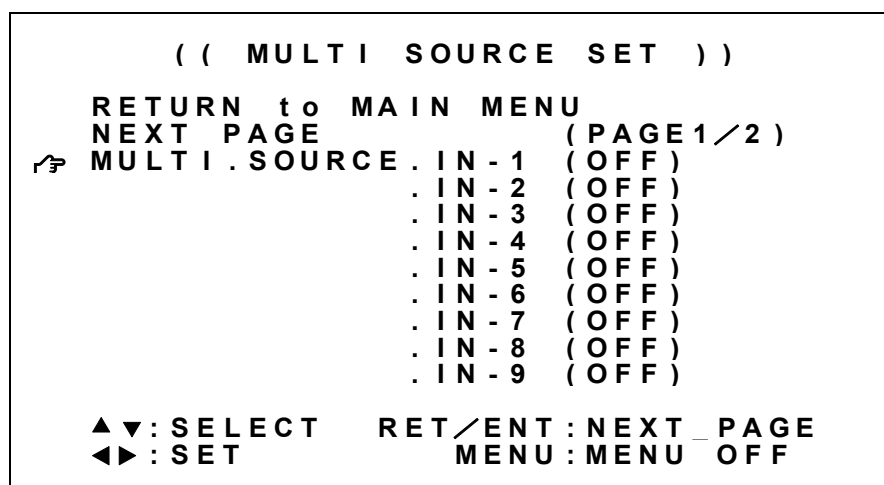 (( MULTI SOURCE SET ))
RETURN to MAIN MENU
NEXT PAGE (PAGE1/2)
MULTI.SOURCE.IN-1 (OFF)
.IN-2 (OFF)
.IN-3 (OFF)
.IN-4 (OFF)
.IN-5 (OFF)
.IN-6 (OFF)
.IN-7 (OFF)
.IN-8 (OFF)
.IN-9 (OFF)
▲▼:SELECT RET/ENT:NEXT_PAGE
◀▶:SET MENU:MENU OFF